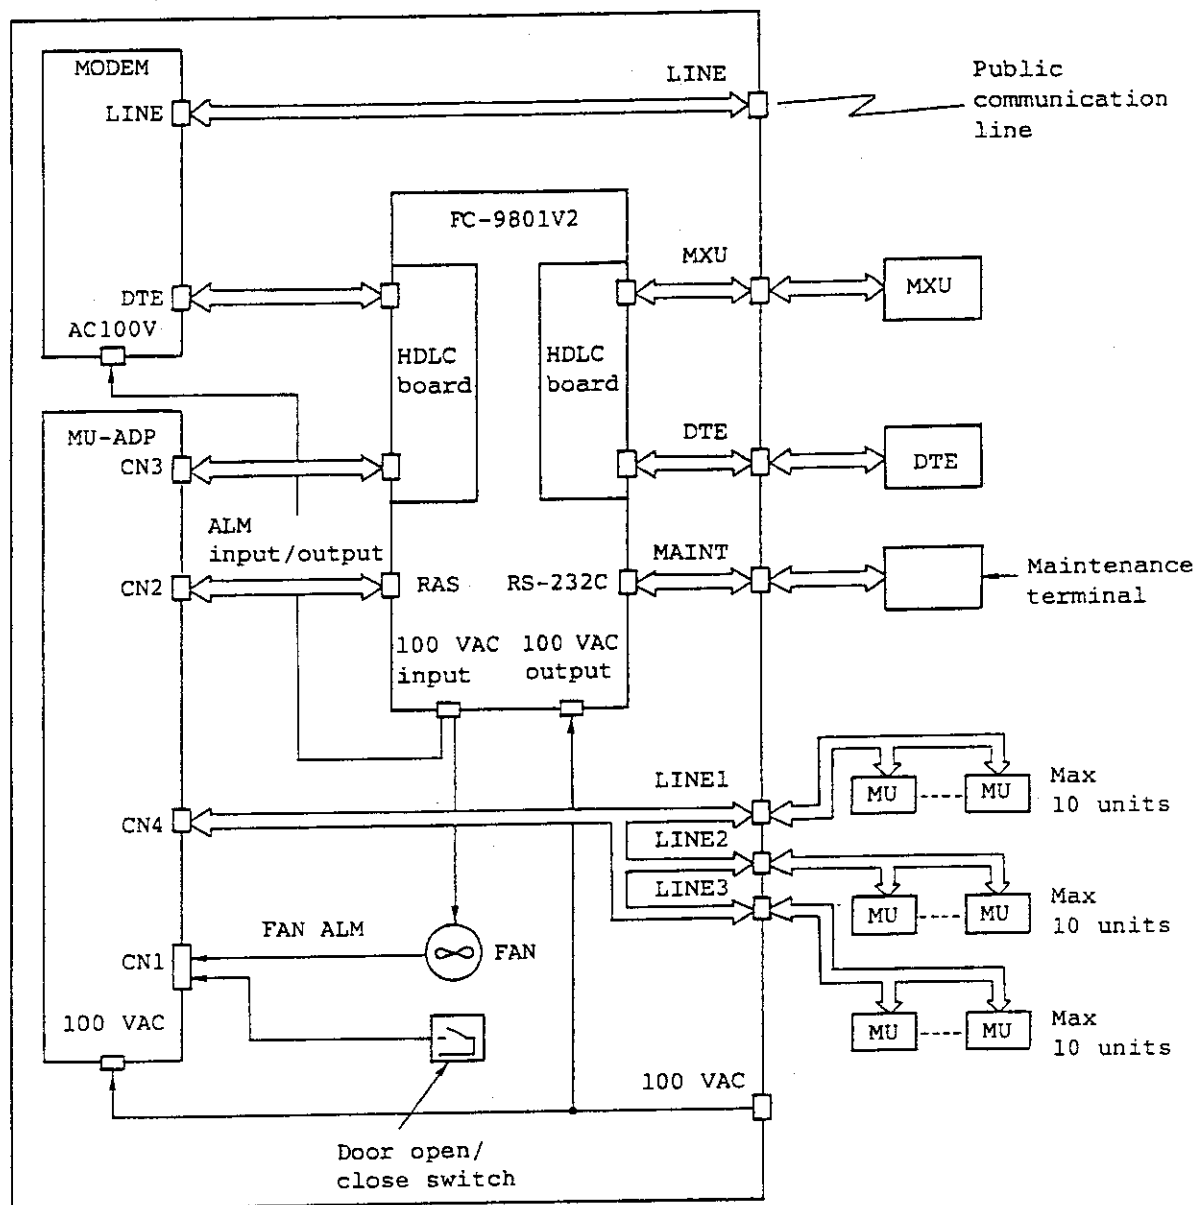 MODEM
LINE
LINE
Public
communication
line
FC-9801V2
MXU
MXU
DTE
AC100V
HDLC
board
HDLC
board
MU-ADP
CN3
DTE
DTE
ALM
input/output
CN2
RAS
RS-232C
MAINT
Maintenance
terminal
100 VAC
input
100 VAC
output
LINE1
MU
MU
Max
10 units
CN4
LINE2
LINE3
MU
MU
Max
10 units
FAN ALM
FAN
CN1
100 VAC
MU
MU
Max
10 units
100 VAC
Door open/
close switch